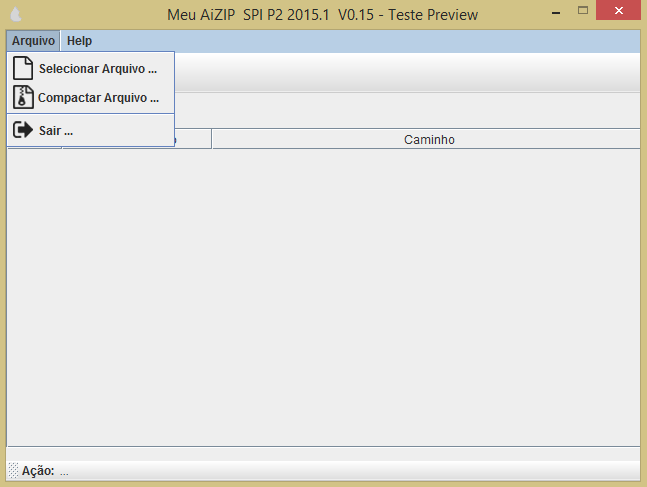 Meu AiZIP SPI P2 2015.1 V0.15 - Teste Preview
Arquivo Help
Selecionar Arquivo ...
Compactar Arquivo ...
Sair ...
Caminho
Ação: ...